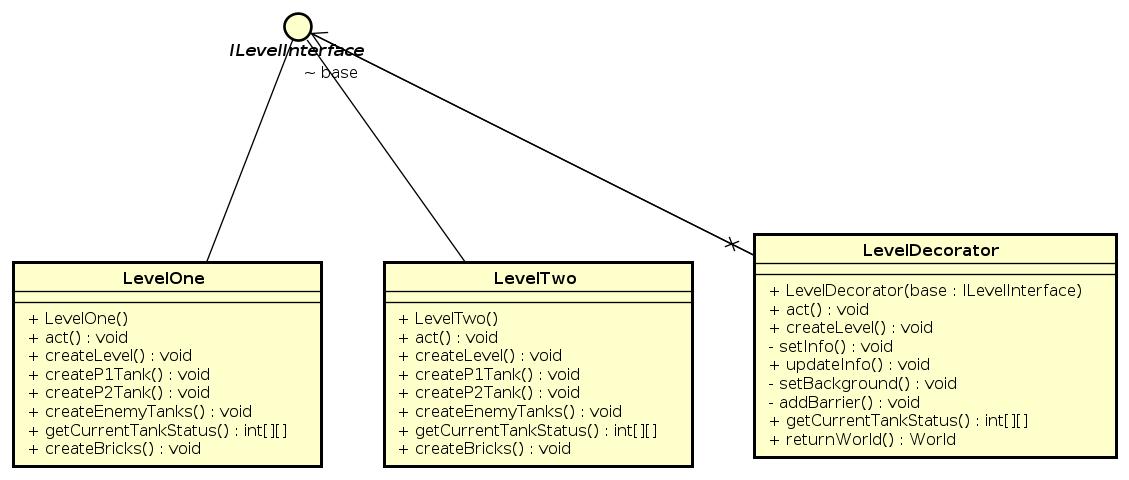 ILevelInterface
~ base
LevelOne
+ LevelOne()
+ act() : void
+ createLevel() : void
+ createP1Tank() : void
+ createP2Tank() : void
+ createEnemyTanks() : void
+ getCurrentTankStatus() : int[][]
+ createBricks() : void
LevelTwo
+ LevelTwo()
+ act() : void
+ createLevel() : void
+ createP1Tank() : void
+ createP2Tank() : void
+ createEnemyTanks() : void
+ getCurrentTankStatus() : int[][]
+ createBricks() : void
LevelDecorator
+ LevelDecorator(base : ILevelInterface)
+ act() : void
+ createLevel() : void
- setInfo() : void
+ updateInfo() : void
- setBackground() : void
- addBarrier() : void
+ getCurrentTankStatus() : int[][]
+ returnWorld() : World